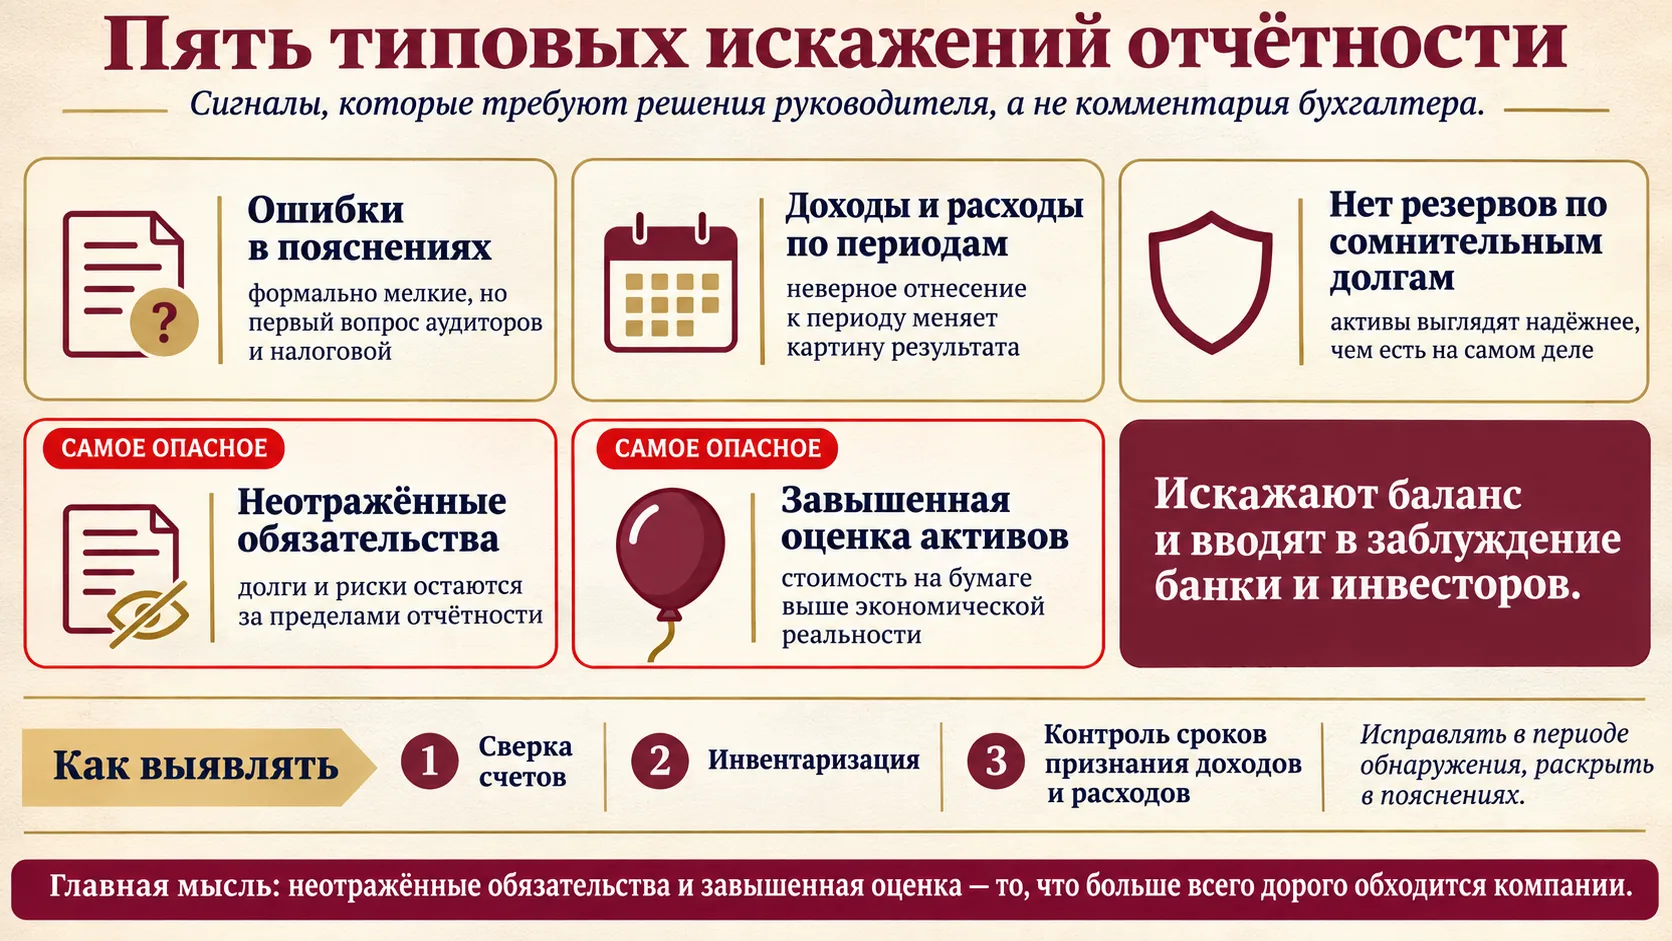 Пять типовых искажений отчётности
Сигналы, которые требуют решения руководителя, а не комментария бухгалтера.
Ошибки
в пояснениях
формально мелкие, но
первый вопрос аудиторов
и налоговой
?
Доходы и расходы
по периодам
неверное отнесение
к периоду меняет
картину результата
Нет резервов по
сомнительным
долгам
активы выглядят надёжнее,
чем есть на самом деле
САМОЕ ОПАСНОЕ
Неотражённые
обязательства
долги и риски остаются
за пределами отчётности
САМОЕ ОПАСНОЕ
Завышенная
оценка активов
стоимость на бумаге
выше экономической
реальности
Искажают баланс
и вводят в заблуждение
банки и инвесторов.
Как выявлять
1
Сверка
счетов
2
Инвентаризация
3
Контроль сроков
признания доходов
и расходов
Исправлять в периоде
обнаружения, раскрыть
в пояснениях.
Главная мысль: неотражённые обязательства и завышенная оценка — то, что больше всего дорого обходится компании.